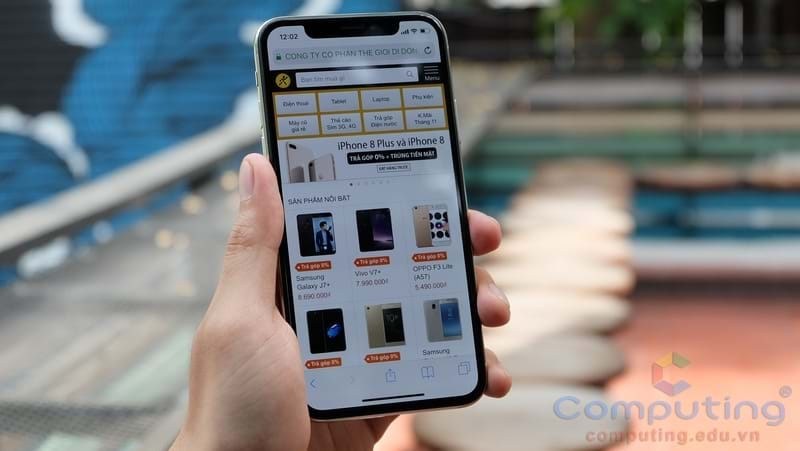 12:02
CÔNG TY CỔ PHẦN THẾ GIỚI DI ĐỘN
Bạn tìm mua gì
Menu
Điện thoại
Tablet
Laptop
Phụ kiện
Máy cũ giá rẻ
Thẻ cào Sim 3G, 4G
Trả góp Điện nước
K.Mãi Tháng 11
iPhone 8 Plus và iPhone 8
TRẢ GÓP 0% + TRÚNG TIỀN MẶT
ĐẶT HÀNG TRƯỚC
SẢN PHẨM NỔI BẬT
Trả góp 0%
Trả góp 0%
Trả góp 0%
Samsung Galaxy J7+
8.690.000₫
Vivo V7+
7.990.000₫
OPPO F3 Lite (A57)
5.490.000₫
Trả góp 0%
Trả góp 0%
Samsung
Computing®
computing.edu.vn